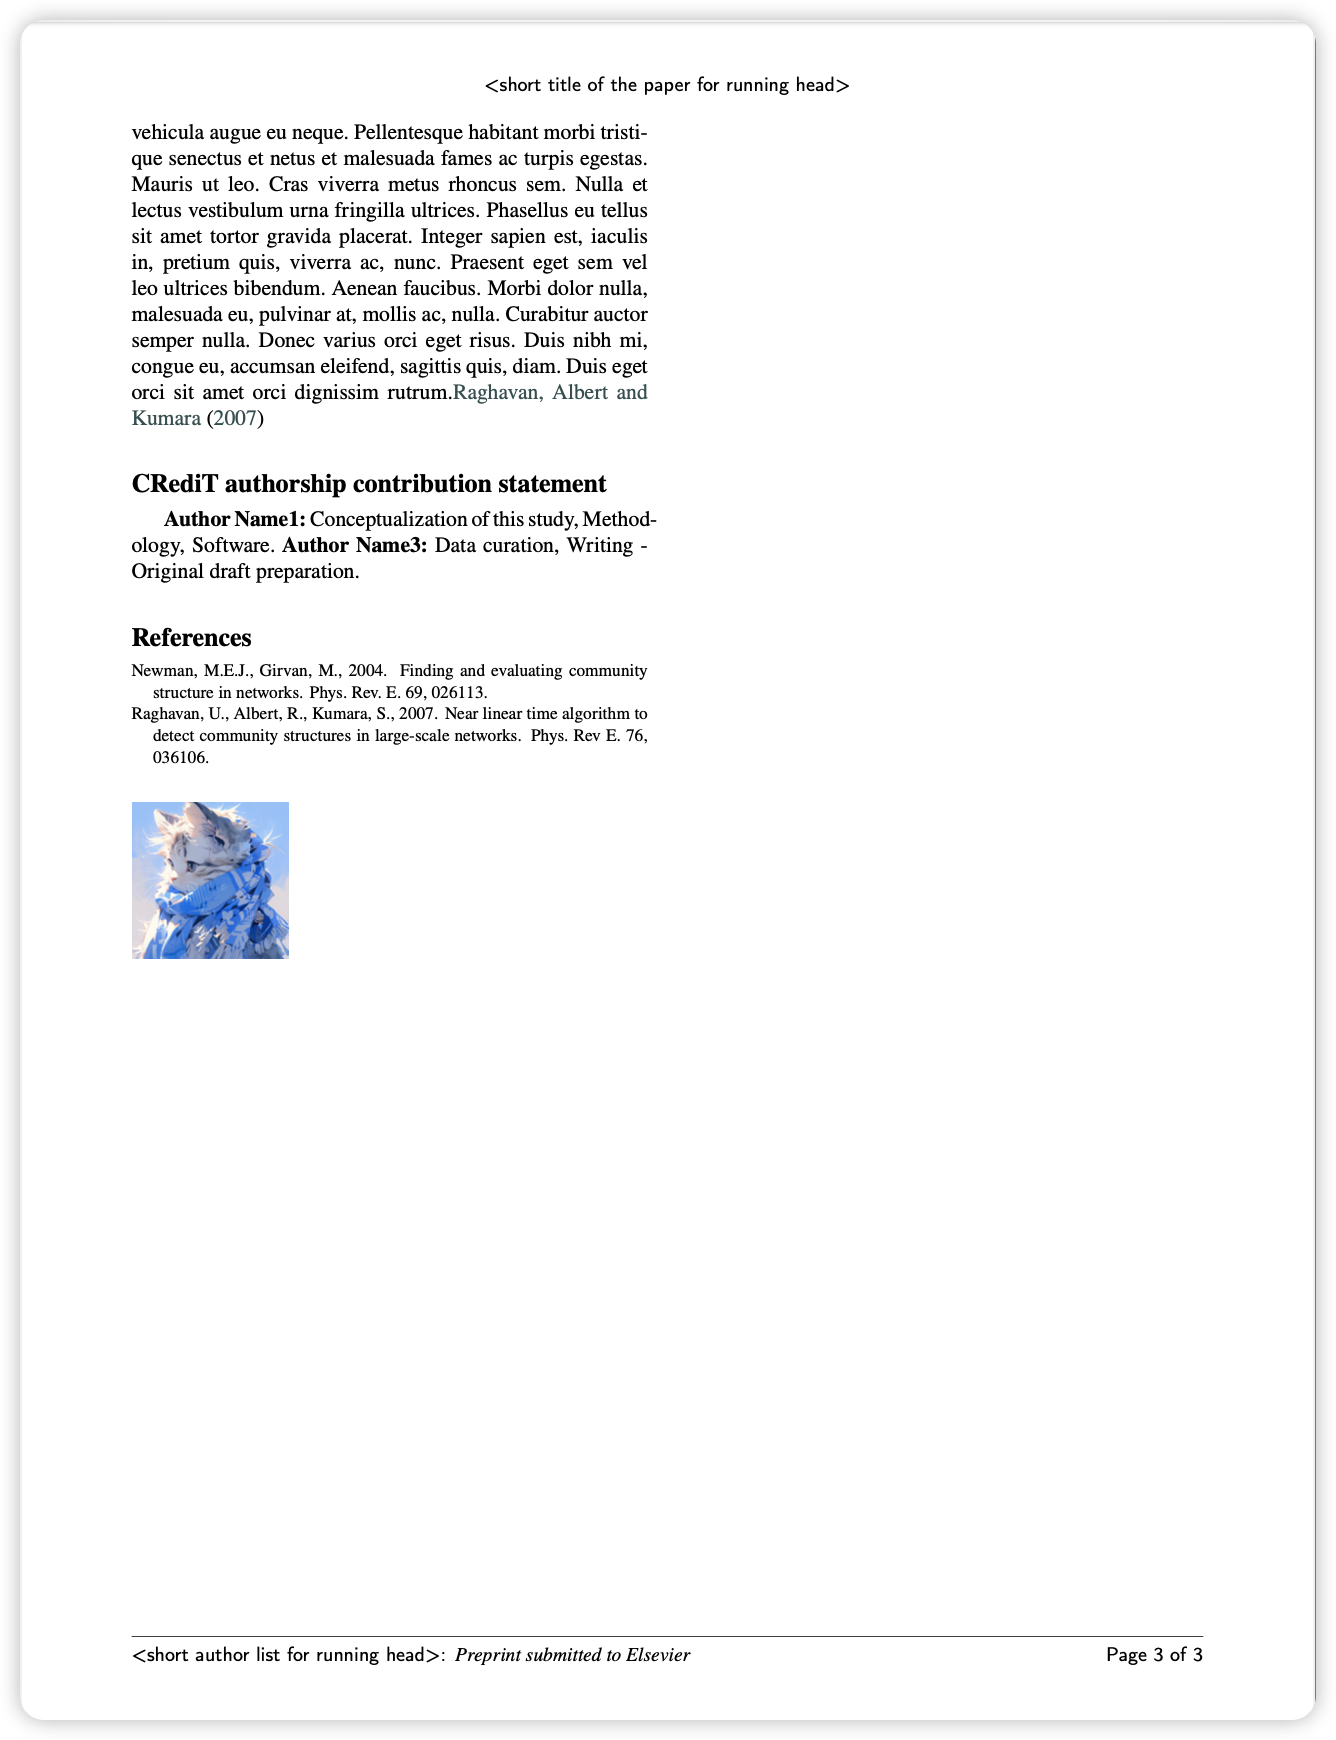 <short title of the paper for running head>
vehicula augue eu neque. Pellentesque habitant morbi tristi-
que senectus et netus et malesuada fames ac turpis egestas.
Mauris ut leo. Cras viverra metus rhoncus sem. Nulla et
lectus vestibulum urna fringilla ultrices. Phasellus eu tellus
sit amet tortor gravida placerat. Integer sapien est, iaculis
in, pretium quis, viverra ac, nunc. Praesent eget sem vel
leo ultrices bibendum. Aenean faucibus. Morbi dolor nulla,
malesuada eu, pulvinar at, mollis ac, nulla. Curabitur auctor
semper nulla. Donec varius orci eget risus. Duis nibh mi,
congue eu, accumsan eleifend, sagittis quis, diam. Duis eget
orci sit amet orci dignissim rutrum.Raghavan, Albert and
Kumara (2007)
CRediT authorship contribution statement
Author Name1: Conceptualization of this study, Method-
ology, Software. Author Name3: Data curation, Writing -
Original draft preparation.
References
Newman, M.E.J., Girvan, M., 2004. Finding and evaluating community
structure in networks. Phys. Rev. E. 69, 026113.
Raghavan, U., Albert, R., Kumara, S., 2007. Near linear time algorithm to
detect community structures in large-scale networks. Phys. Rev E. 76,
036106.
<short author list for running head>: Preprint submitted to Elsevier
Page 3 of 3